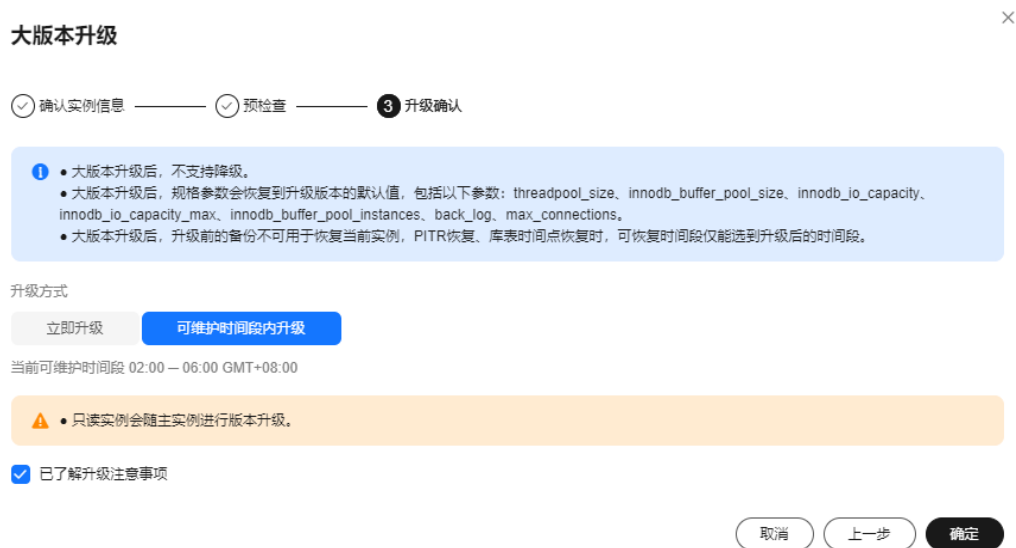 大版本升级
确认实例信息
预检查
3 升级确认
● 大版本升级后，不支持降级。
● 大版本升级后，规格参数会恢复到升级版本的默认值，包括以下参数：threadpool_size、innodb_buffer_pool_size、innodb_io_capacity、
innodb_io_capacity_max、innodb_buffer_pool_instances、back_log、max_connections。
● 大版本升级后，升级前的备份不可用于恢复当前实例，PITR恢复、库表时间点恢复时，可恢复时间段仅能选到升级后的时间段。
升级方式
立即升级
可维护时间段内升级
当前可维护时间段 02:00 — 06:00 GMT+08:00
● 只读实例会随主实例进行版本升级。
已了解升级注意事项
取消
上一步
确定